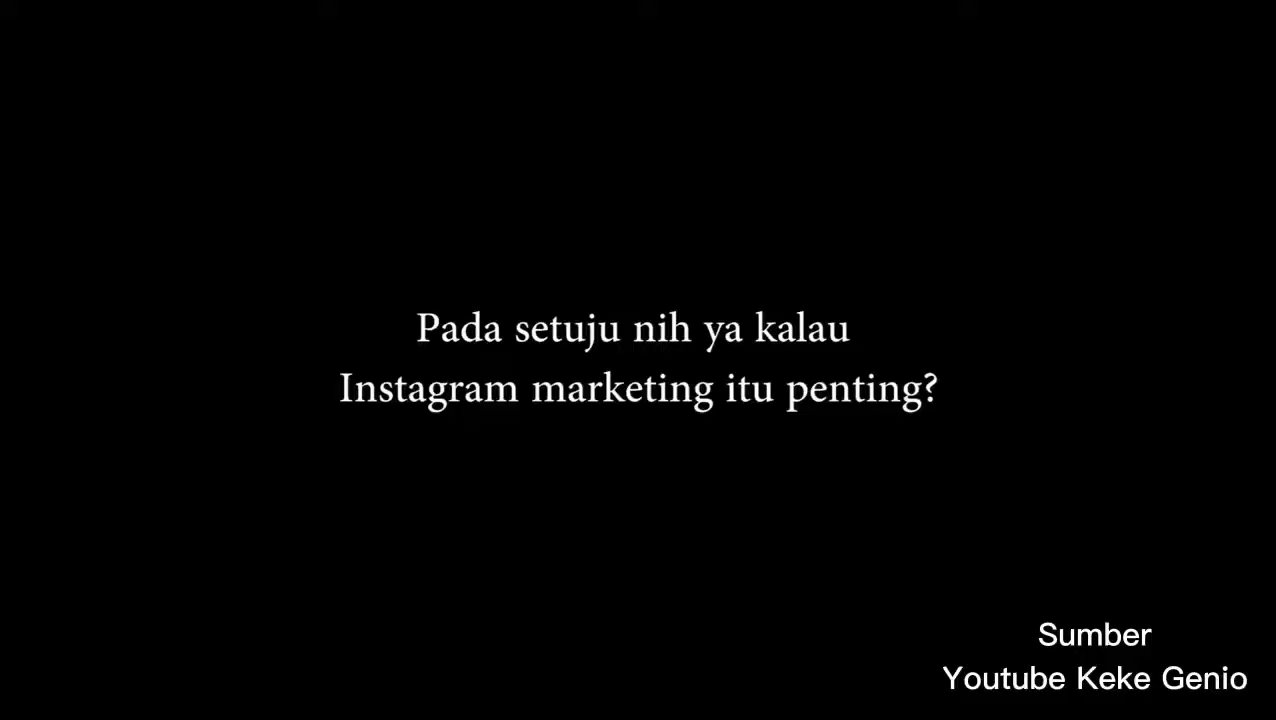 Pada setuju nih ya kalau
Instagram marketing itu penting?
Sumber
Youtube Keke Genio